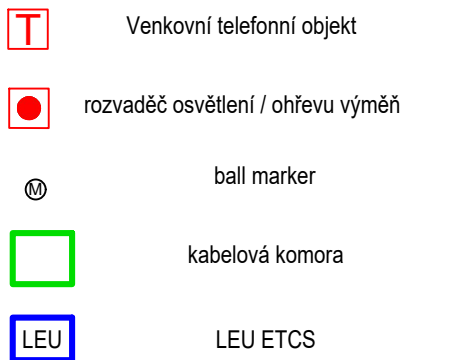 T Venkovní telefonní objekt
rozvaděč osvětlení / ohřevu výměň
M ball marker
kabelová komora
LEU LEU ETCS